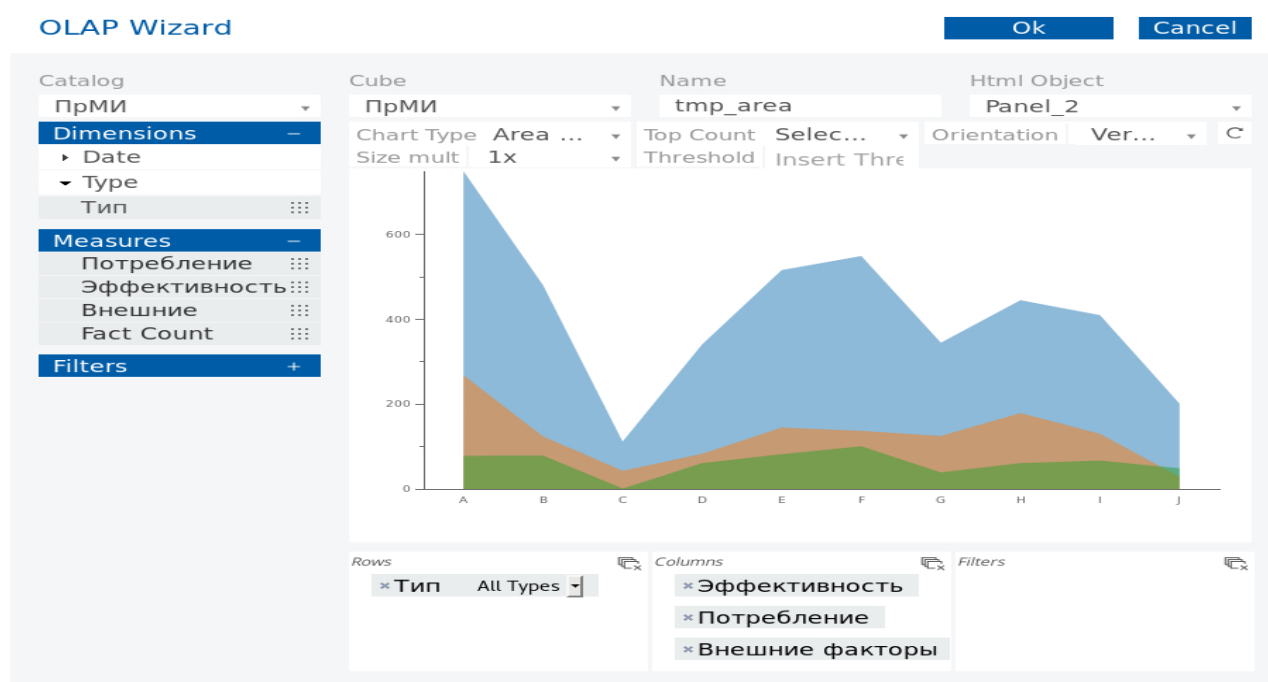 OLAP Wizard Ok Cancel
Catalog Cube Name Html Object
ПрМИ ПрМИ tmp_area Panel_2
Dimensions − Chart Type Area ... Top Count Selec... Orientation Ver...
Date Size mult 1x Threshold Insert Thre
Type
Тип
Measures −
Потребление
Эффективность
Внешние
Fact Count
Filters +
600
400
200
0
A B C D E F G H I J
Rows Columns Filters
×Тип All Types ×Эффективность
×Потребление
×Внешние факторы